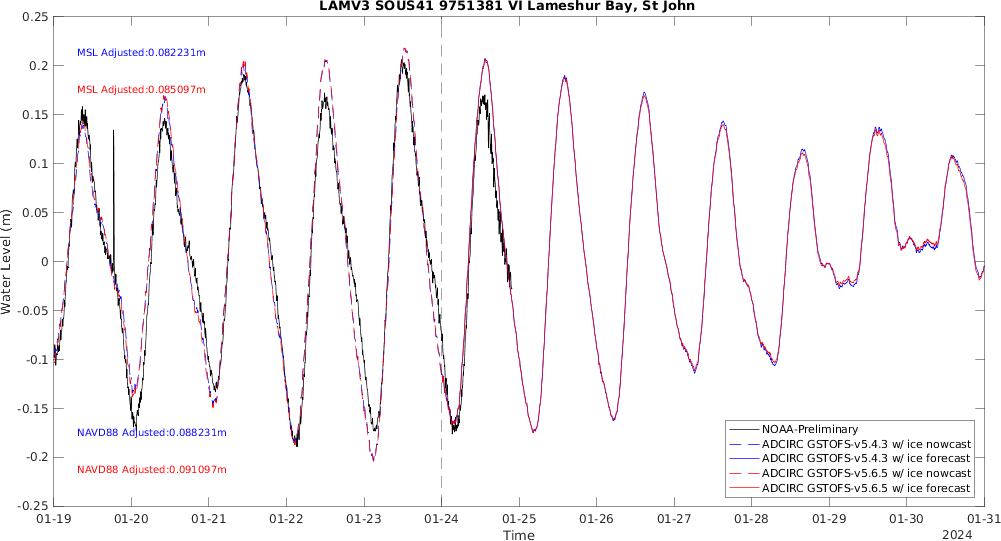 LAMV3 SOUS41 9751381 VI Lameshur Bay, St John
0.25
0.2
0.15
0.1
0.05
0
-0.05
-0.1
-0.15
-0.2
-0.25
Water Level (m)
MSL Adjusted:0.082231m
MSL Adjusted:0.085097m
NAVD88 Adjusted:0.088231m
NAVD88 Adjusted:0.091097m
NOAA-Preliminary
ADCIRC GSTOFS-v5.4.3 w/ ice nowcast
ADCIRC GSTOFS-v5.4.3 w/ ice forecast
ADCIRC GSTOFS-v5.6.5 w/ ice nowcast
ADCIRC GSTOFS-v5.6.5 w/ ice forecast
01-19 01-20 01-21 01-22 01-23 01-24 01-25 01-26 01-27 01-28 01-29 01-30 01-31
Time
2024